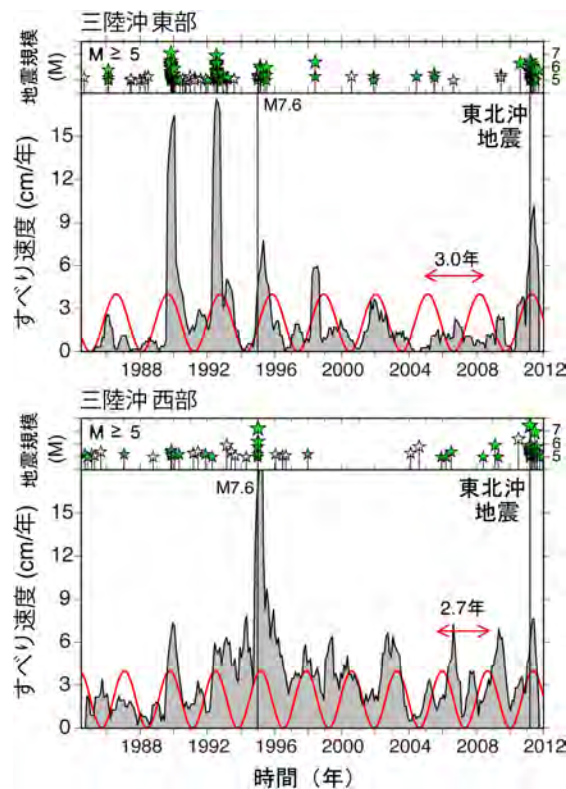 三陸沖 東部
地震規模
(M)
M ≥ 5
7
6
5
M7.6
東北沖
地震
すべり速度 (cm/年)
15
12
9
6
3
0
3.0年
1988 1992 1996 2000 2004 2008 2012
三陸沖 西部
地震規模
(M)
M ≥ 5
7
6
5
M7.6
東北沖
地震
すべり速度 (cm/年)
15
12
9
6
3
0
2.7年
1988 1992 1996 2000 2004 2008 2012
時間（年）